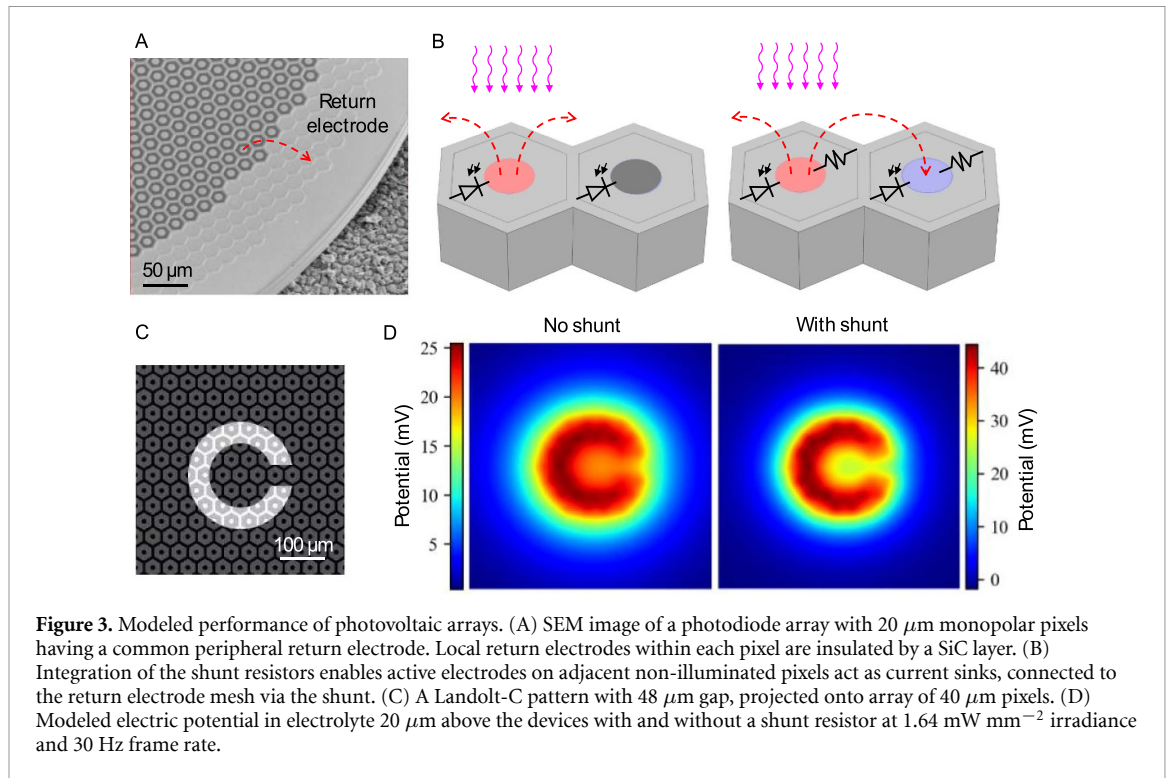 A
Return
electrode
50 µm
B
C
100 µm
D
No shunt
With shunt
Potential (mV)
25
20
15
10
5
40
30
20
10
0
Potential (mV)
Figure 3. Modeled performance of photovoltaic arrays. (A) SEM image of a photodiode array with 20 µm monopolar pixels
having a common peripheral return electrode. Local return electrodes within each pixel are insulated by a SiC layer. (B)
Integration of the shunt resistors enables active electrodes on adjacent non-illuminated pixels act as current sinks, connected to
the return electrode mesh via the shunt. (C) A Landolt-C pattern with 48 µm gap, projected onto array of 40 µm pixels. (D)
Modeled electric potential in electrolyte 20 µm above the devices with and without a shunt resistor at 1.64 mW mm⁻² irradiance
and 30 Hz frame rate.